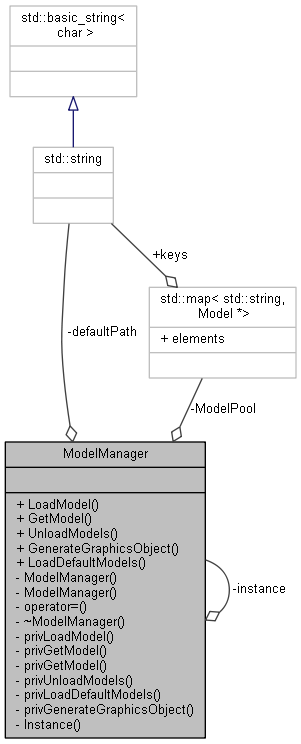 std::basic_string<
char >
std::string
+keys
std::map< std::string,
Model *>
+ elements
-defaultPath
-ModelPool
ModelManager
+ LoadModel()
+ GetModel()
+ UnloadModels()
+ GenerateGraphicsObject()
+ LoadDefaultModels()
- ModelManager()
- ModelManager()
- operator=()
- ~ModelManager()
- privLoadModel()
- privGetModel()
- privGetModel()
- privUnloadModels()
- privLoadDefaultModels()
- privGenerateGraphicsObject()
- Instance()
-instance